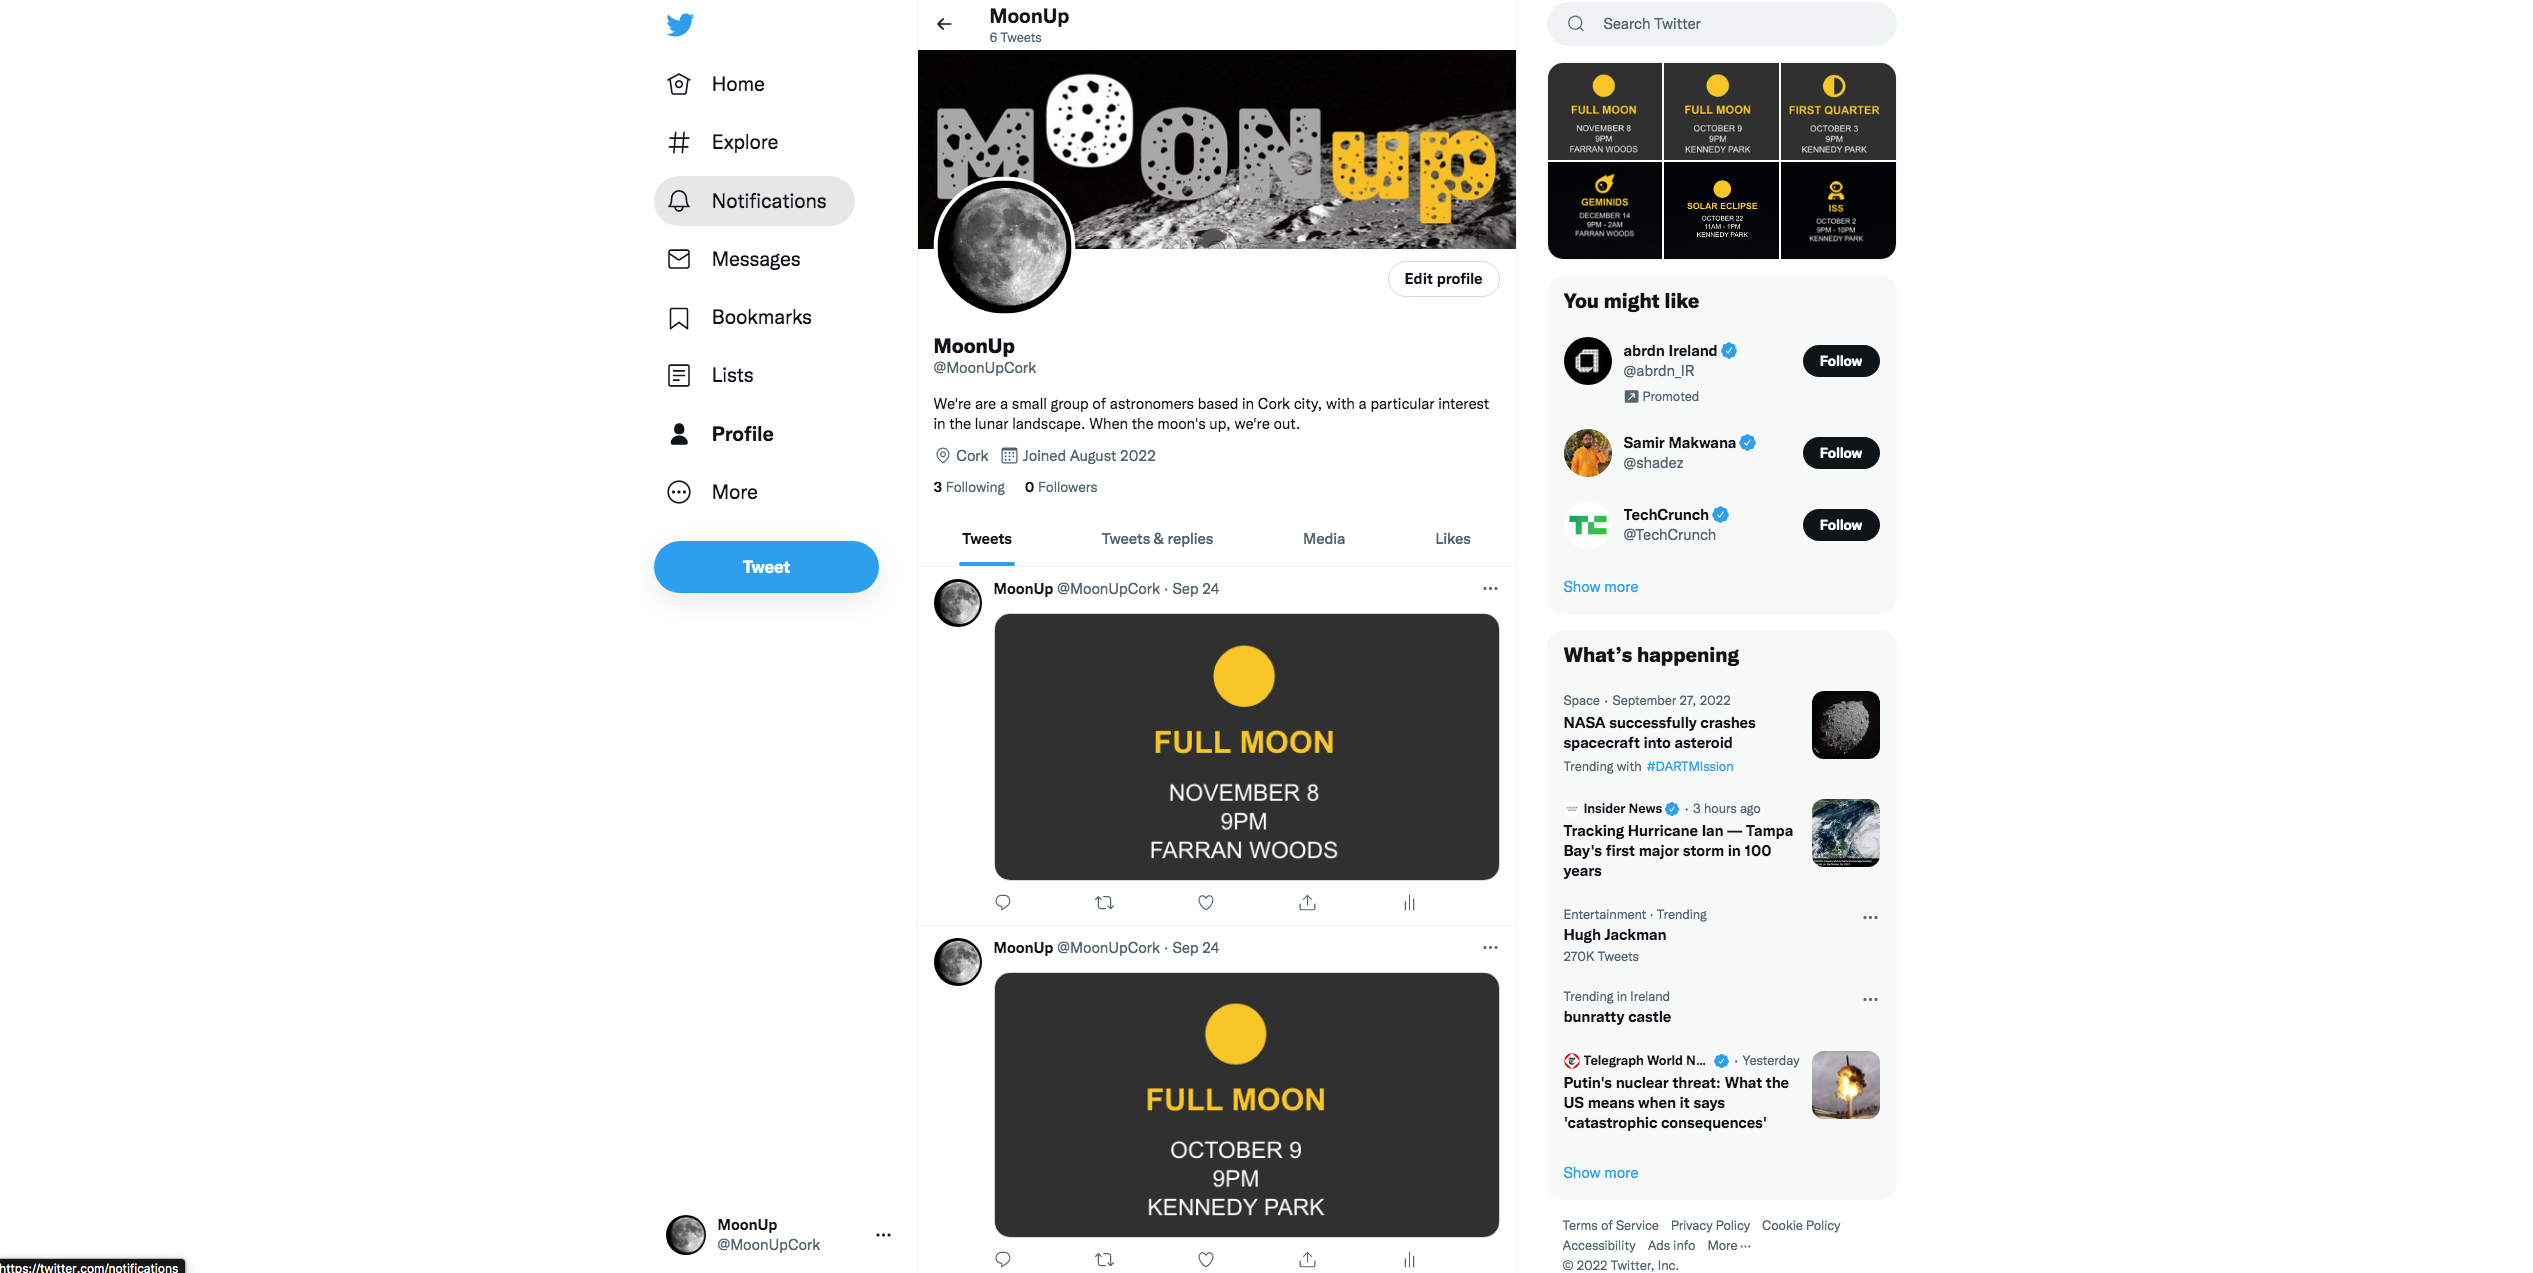 Home
Explore
Notifications
Messages
Bookmarks
Lists
Profile
More
Tweet
MoonUp
@MoonUpCork
https://twitter.com/notifications
MoonUp
6 Tweets
MOONup
Edit profile
MoonUp
@MoonUpCork
We're are a small group of astronomers based in Cork city, with a particular interest
in the lunar landscape. When the moon's up, we're out.
Cork Joined August 2022
3 Following 0 Followers
Tweets Tweets & replies Media Likes
MoonUp @MoonUpCork · Sep 24
FULL MOON
NOVEMBER 8
9PM
FARRAN WOODS
MoonUp @MoonUpCork · Sep 24
FULL MOON
OCTOBER 9
9PM
KENNEDY PARK
Search Twitter
FULL MOON
NOVEMBER 8
9PM
FARRAN WOODS
FULL MOON
OCTOBER 9
9PM
KENNEDY PARK
FIRST QUARTER
OCTOBER 3
9PM
KENNEDY PARK
GEMINIDS
DECEMBER 14
9PM - 2AM
FARRAN WOODS
SOLAR ECLIPSE
OCTOBER 22
11AM - 1PM
KENNEDY PARK
ISS
OCTOBER 2
9PM - 10PM
KENNEDY PARK
You might like
abrdn Ireland
@abrdn_IR
Promoted
Follow
Samir Makwana
@shadez
Follow
TC
TechCrunch
@TechCrunch
Follow
Show more
What's happening
Space · September 27, 2022
NASA successfully crashes
spacecraft into asteroid
Trending with #DARTMIssion
Insider News · 3 hours ago
Tracking Hurricane Ian — Tampa
Bay's first major storm in 100
years
Entertainment · Trending
Hugh Jackman
270K Tweets
Trending in Ireland
bunratty castle
Telegraph World N... · Yesterday
Putin's nuclear threat: What the
US means when it says
'catastrophic consequences'
Show more
Terms of Service Privacy Policy Cookie Policy
Accessibility Ads info More ···
© 2022 Twitter, Inc.